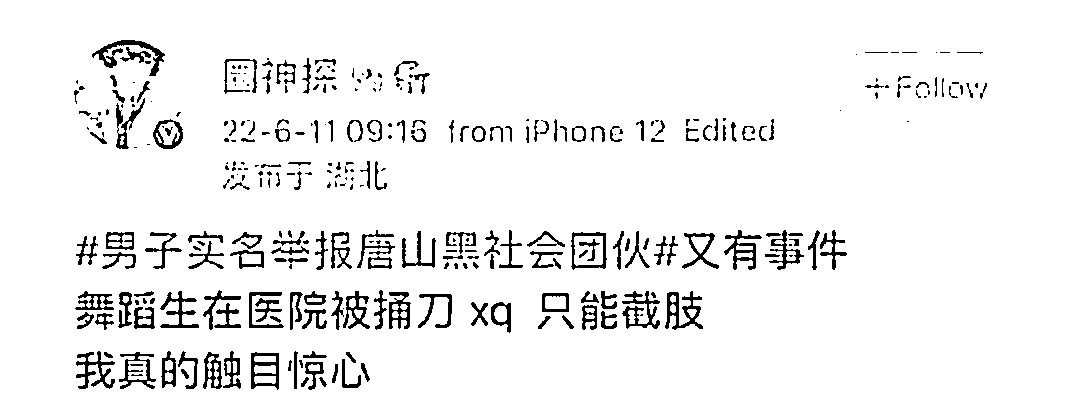 圈神探
+Follow
22-6-11 09:16 from iPhone 12 Edited
发布于 湖北
#男子实名举报唐山黑社会团伙#又有事件
舞蹈生在医院被捅刀 xq 只能截肢
我真的触目惊心